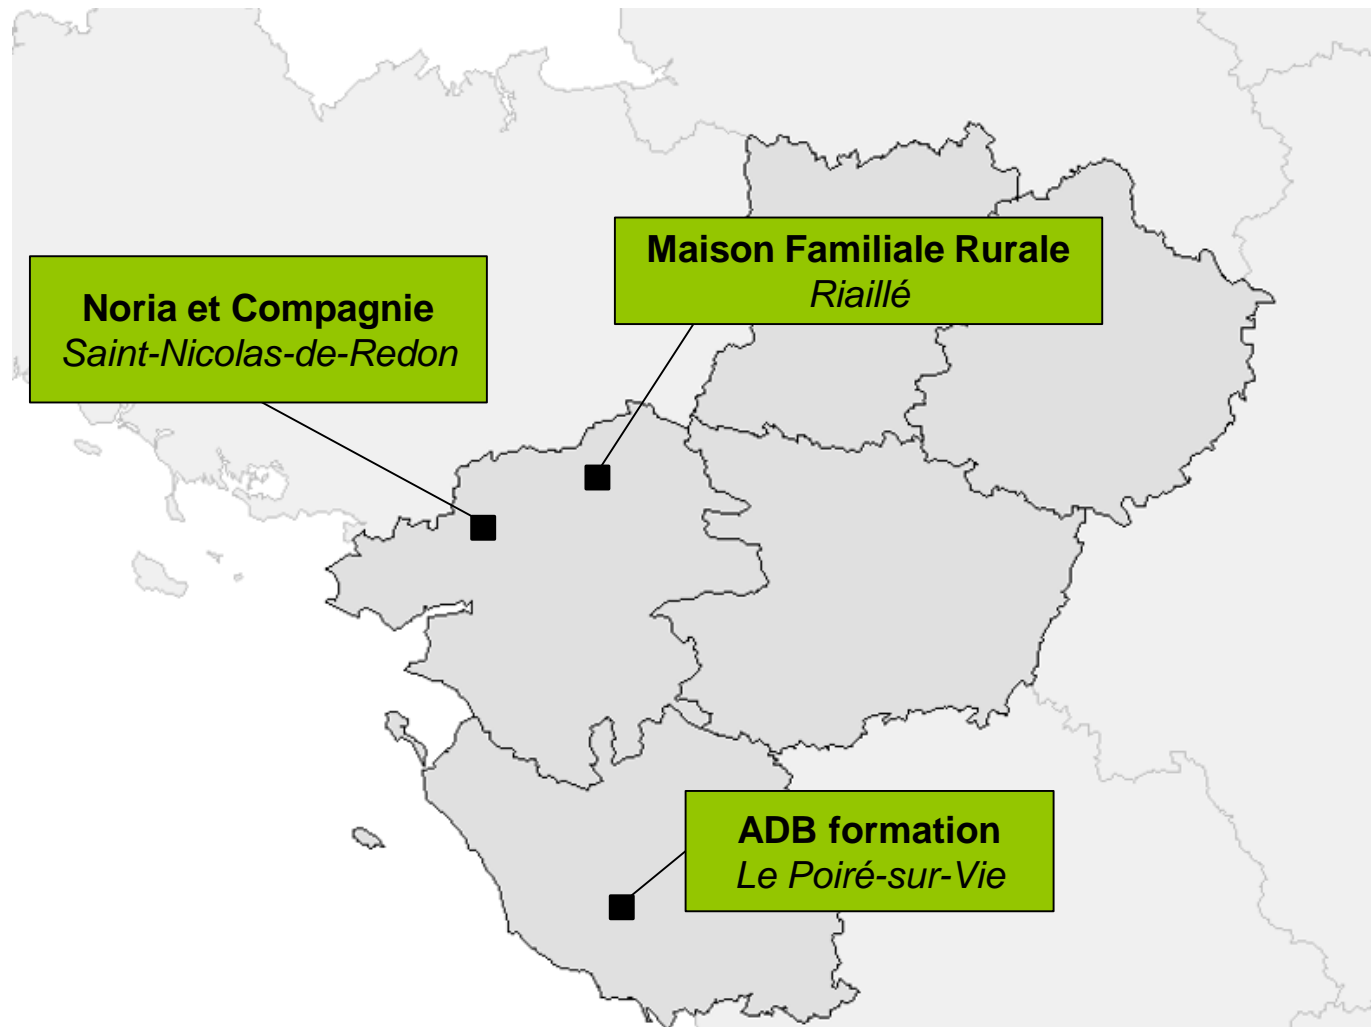 Maison Familiale Rurale
Riaillé
Noria et Compagnie
Saint-Nicolas-de-Redon
ADB formation
Le Poiré-sur-Vie